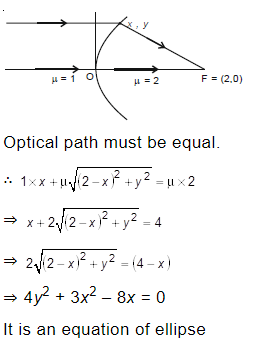 x, y
μ = 1 O μ = 2 F = (2,0)
Optical path must be equal.
∴ 1×x + μ√((2−x)² + y²) = μ×2
⇒ x + 2√((2−x)² + y²) = 4
⇒ 2√((2−x)² + y²) = (4−x)
⇒ 4y² + 3x² – 8x = 0
It is an equation of ellipse